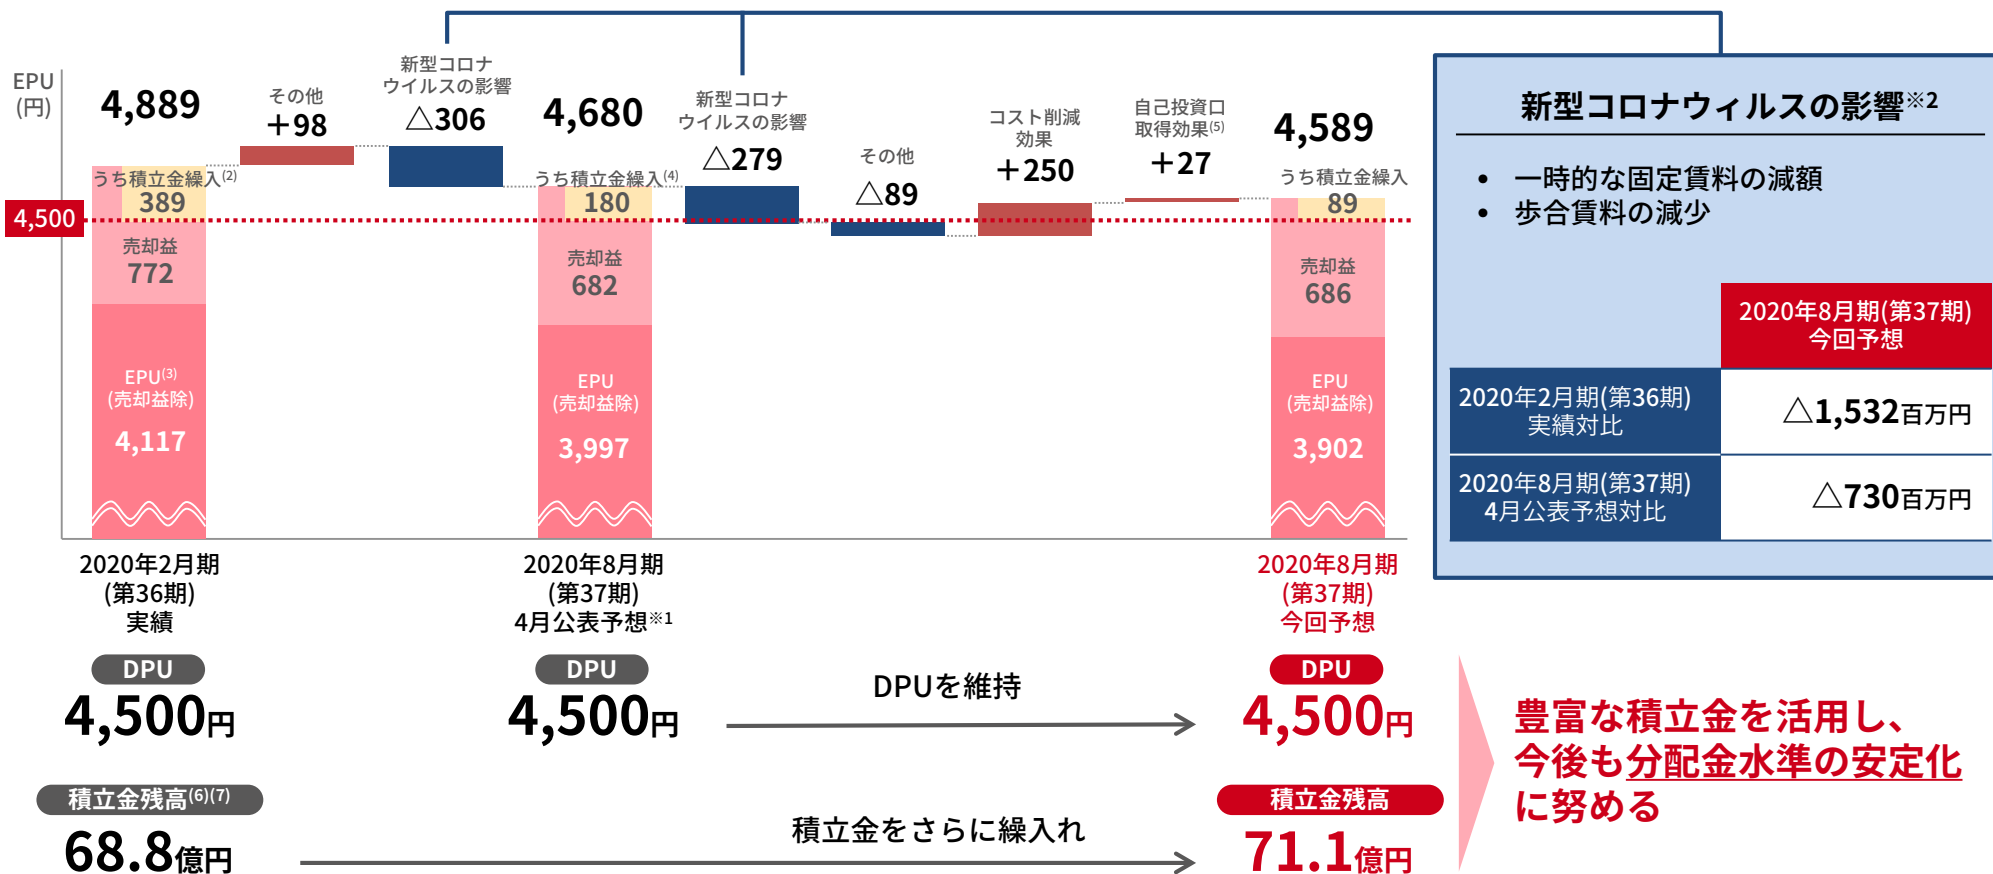 EPU
(円)
4,889
その他
＋98
新型コロナ
ウイルスの影響
△306
4,680
新型コロナ
ウイルスの影響
△279
その他
△89
コスト削減
効果
＋250
自己投資口
取得効果(5)
＋27
4,589
うち積立金繰入(2)
389
うち積立金繰入(4)
180
うち積立金繰入
89
4,500
売却益
772
売却益
682
売却益
686
EPU(3)
(売却益除)
4,117
EPU
(売却益除)
3,997
EPU
(売却益除)
3,902
2020年2月期
(第36期)
実績
2020年8月期
(第37期)
4月公表予想※1
2020年8月期
(第37期)
今回予想
DPU
4,500円
DPU
4,500円
DPUを維持
DPU
4,500円
積立金残高(6)(7)
68.8億円
積立金をさらに繰入れ
積立金残高
71.1億円
新型コロナウィルスの影響※2
• 一時的な固定賃料の減額
• 歩合賃料の減少
2020年8月期(第37期)
今回予想
2020年2月期(第36期)
実績対比
△1,532百万円
2020年8月期(第37期)
4月公表予想対比
△730百万円
豊富な積立金を活用し、
今後も分配金水準の安定化
に努める